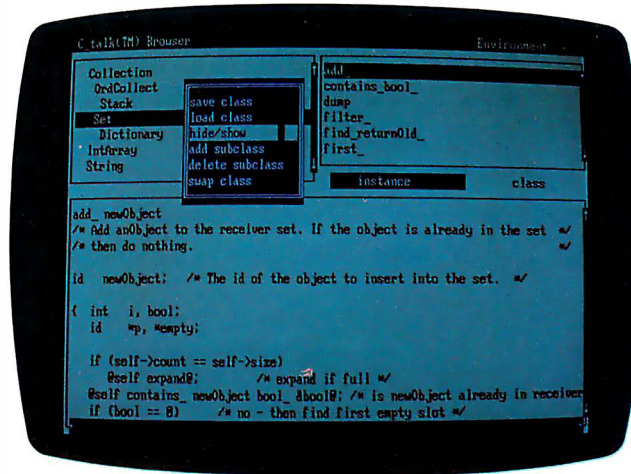 C_talk(TM) Browser
Environment
Collection
OrdCollect
Stack
Set
Dictionary
IntArray
String
save class
load class
hide/show
add subclass
delete subclass
swap class
add_
contains_bool_
dump
filter_
find_returnOld_
first_
instance
class
add_ newObject
/* Add anObject to the receiver set. If the object is already in the set */
/* then do nothing. */
id newObject; /* The id of the object to insert into the set. */
{ int i, bool;
id *p, *empty;
if (self->count == self->size)
@self expand@; /* expand if full */
@self contains_ newObject bool_ &bool@; /* is newObject already in receiver
if (bool == 0) /* no - then find first empty slot */